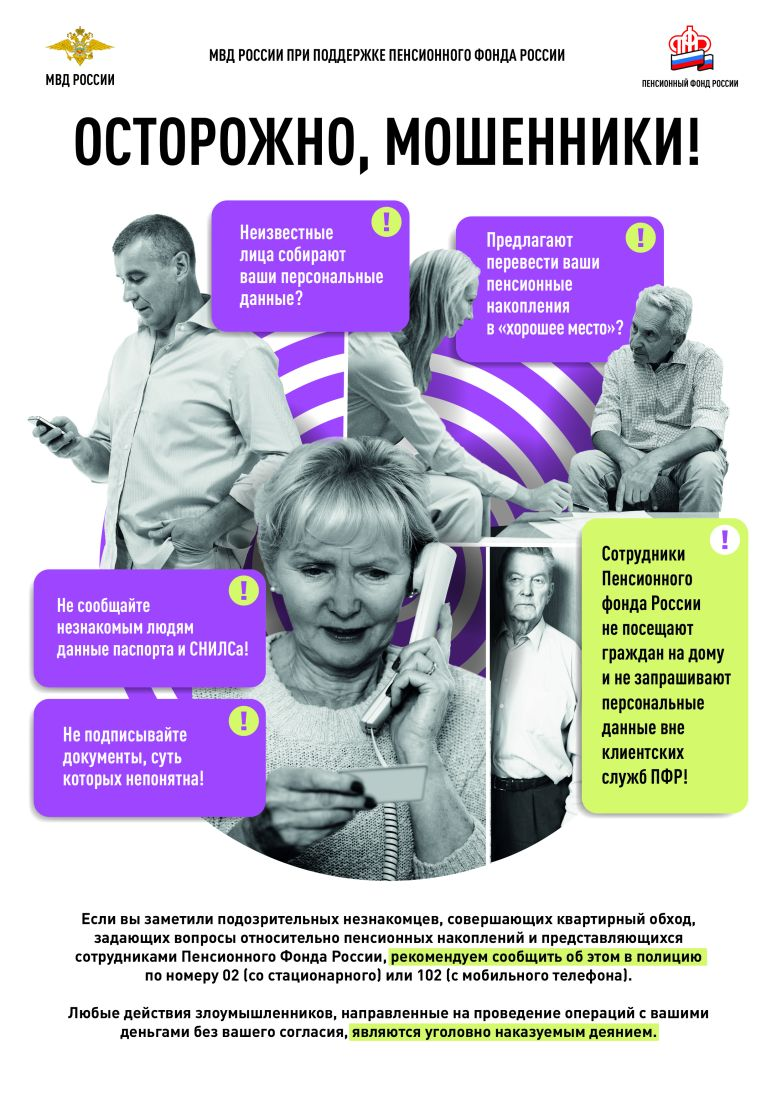 МВД РОССИИ
МВД РОССИИ ПРИ ПОДДЕРЖКЕ ПЕНСИОННОГО ФОНДА РОССИИ
ПФР
ПЕНСИОННЫЙ ФОНД РОССИИ
ОСТОРОЖНО, МОШЕННИКИ!
!
Неизвестные
лица собирают
ваши персональные
данные?
!
Предлагают
перевести ваши
пенсионные
накопления
в «хорошее место»?
!
Сотрудники
Пенсионного
фонда России
не посещают
граждан на дому
и не запрашивают
персональные
данные вне
клиентских
служб ПФР!
!
Не сообщайте
незнакомым людям
данные паспорта и СНИЛСа!
!
Не подписывайте
документы, суть
которых непонятна!
Если вы заметили подозрительных незнакомцев, совершающих квартирный обход,
задающих вопросы относительно пенсионных накоплений и представляющихся
сотрудниками Пенсионного Фонда России, рекомендуем сообщить об этом в полицию
по номеру 02 (со стационарного) или 102 (с мобильного телефона).
Любые действия злоумышленников, направленные на проведение операций с вашими
деньгами без вашего согласия, являются уголовно наказуемым деянием.